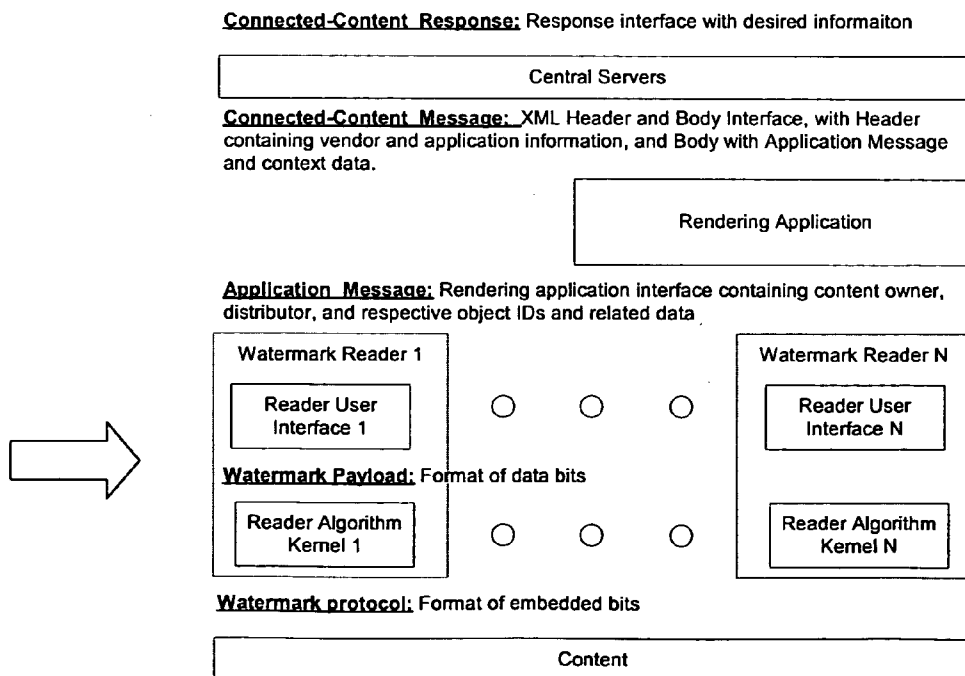 Connected-Content Response: Response interface with desired informaiton
Central Servers
Connected-Content Message: XML Header and Body Interface, with Header
containing vendor and application information, and Body with Application Message
and context data.
Rendering Application
Application Message: Rendering application interface containing content owner,
distributor, and respective object IDs and related data
Watermark Reader 1
Watermark Reader N
Reader User
Interface 1
Reader User
Interface N
Watermark Payload: Format of data bits
Reader Algorithm
Kernel 1
Reader Algorithm
Kernel N
Watermark protocol: Format of embedded bits
Content